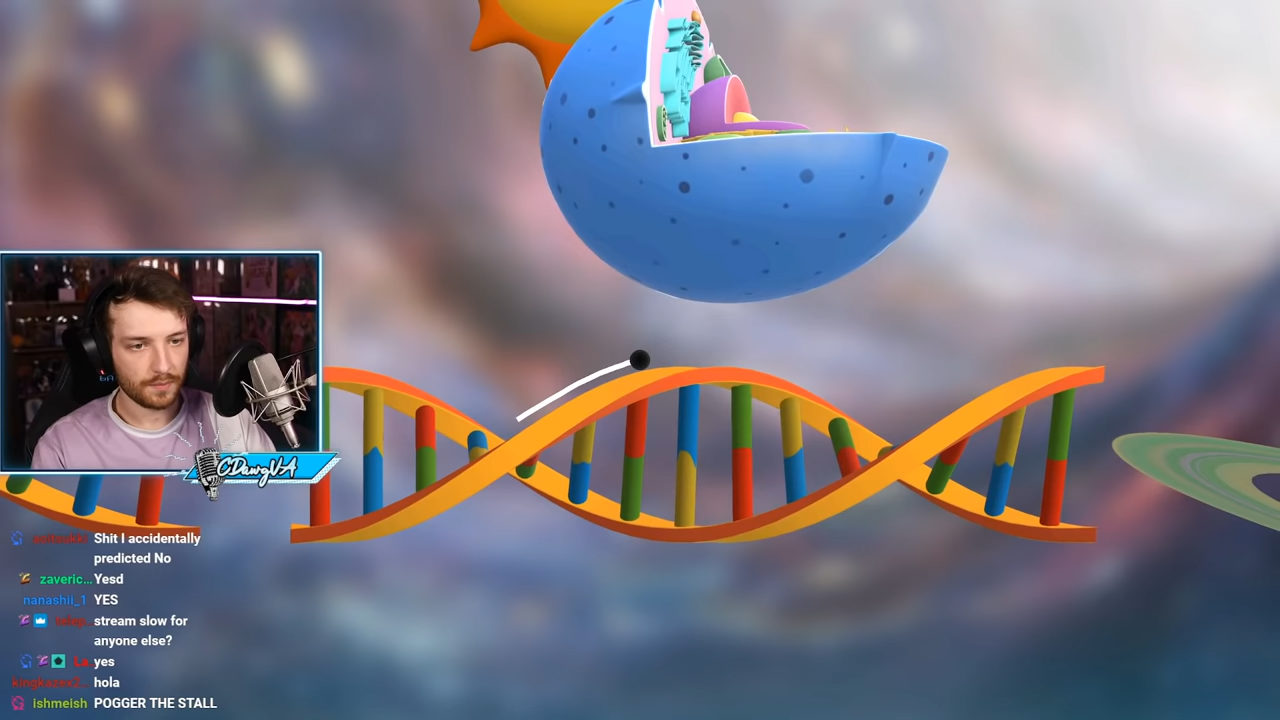 CDawgVA
Shit I accidentally
predicted No
zaveric... Yesd
nanashii_1 YES
stream slow for
anyone else?
yes
hola
ishmeish POGGER THE STALL